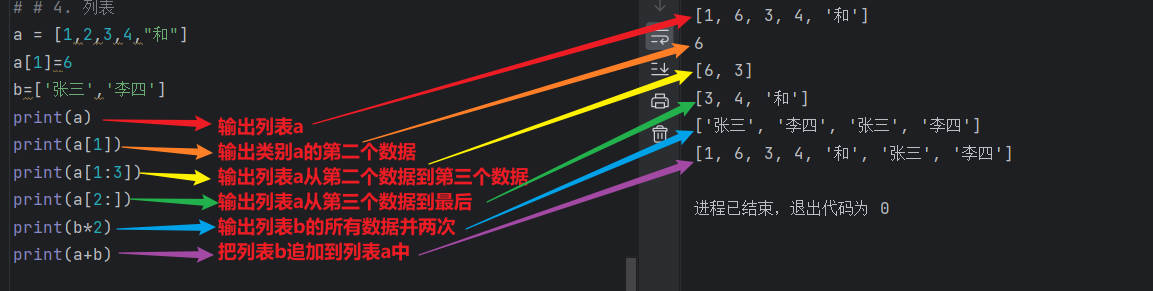 # # 4. 列表
a = [1,2,3,4,"和"]
a[1]=6
b=['张三','李四']
print(a)
print(a[1])
print(a[1:3])
print(a[2:])
print(b*2)
print(a+b)
输出列表a
输出类别a的第二个数据
输出列表a从第二个数据到第三个数据
输出列表a从第三个数据到最后
输出列表b的所有数据并两次
把列表b追加到列表a中
[1, 6, 3, 4, '和']
6
[6, 3]
[3, 4, '和']
['张三', '李四', '张三', '李四']
[1, 6, 3, 4, '和', '张三', '李四']
进程已结束，退出代码为 0